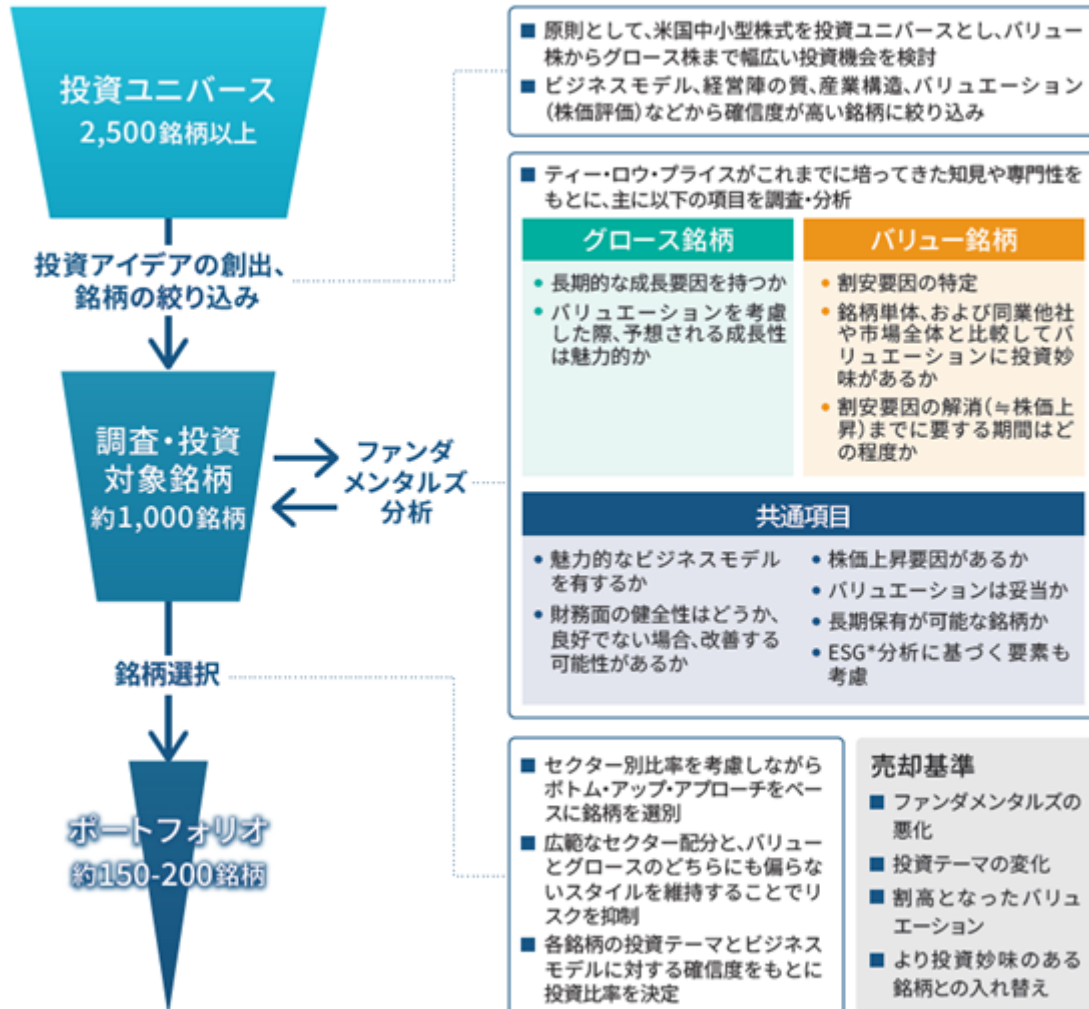 投資ユニバース
2,500銘柄以上
投資アイデアの創出、
銘柄の絞り込み
調査・投資
対象銘柄
約1,000銘柄
ファンダ
メンタルズ
分析
銘柄選択
ポートフォリオ
約150-200銘柄
■ 原則として、米国中小型株式を投資ユニバースとし、バリュー
株からグロース株まで幅広い投資機会を検討
■ ビジネスモデル、経営陣の質、産業構造、バリュエーション
(株価評価)などから確信度が高い銘柄に絞り込み
■ ティー・ロウ・プライスがこれまでに培ってきた知見や専門性を
もとに、主に以下の項目を調査・分析
グロース銘柄
• 長期的な成長要因を持つか
• バリュエーションを考慮
した際、予想される成長性
は魅力的か
バリュー銘柄
• 割安要因の特定
• 銘柄単体、および同業他社
や市場全体と比較してバ
リュエーションに投資妙
味があるか
• 割安要因の解消(≒株価上
昇)までに要する期間はど
の程度か
共通項目
• 魅力的なビジネスモデル
を有するか
• 財務面の健全性はどうか、
良好でない場合、改善する
可能性があるか
• 株価上昇要因があるか
• バリュエーションは妥当か
• 長期保有が可能な銘柄か
• ESG*分析に基づく要素も
考慮
■ セクター別比率を考慮しながら
ボトム・アップ・アプローチをベー
スに銘柄を選別
■ 広範なセクター配分と、バリュー
とグロースのどちらにも偏らな
いスタイルを維持することでリ
スクを抑制
■ 各銘柄の投資テーマとビジネス
モデルに対する確信度をもとに
投資比率を決定
売却基準
■ ファンダメンタルズの
悪化
■ 投資テーマの変化
■ 割高となったバリュ
エーション
■ より投資妙味のある
銘柄との入れ替え